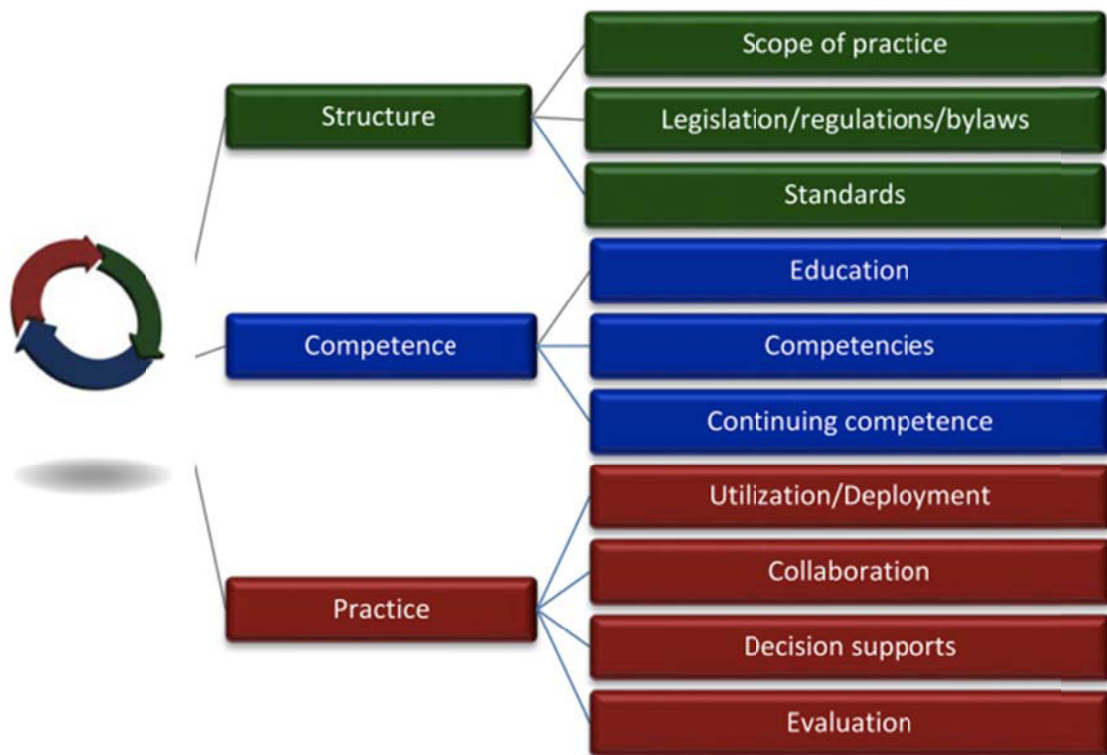 Structure
Scope of practice
Legislation/regulations/bylaws
Standards
Competence
Education
Competencies
Continuing competence
Practice
Utilization/Deployment
Collaboration
Decision supports
Evaluation